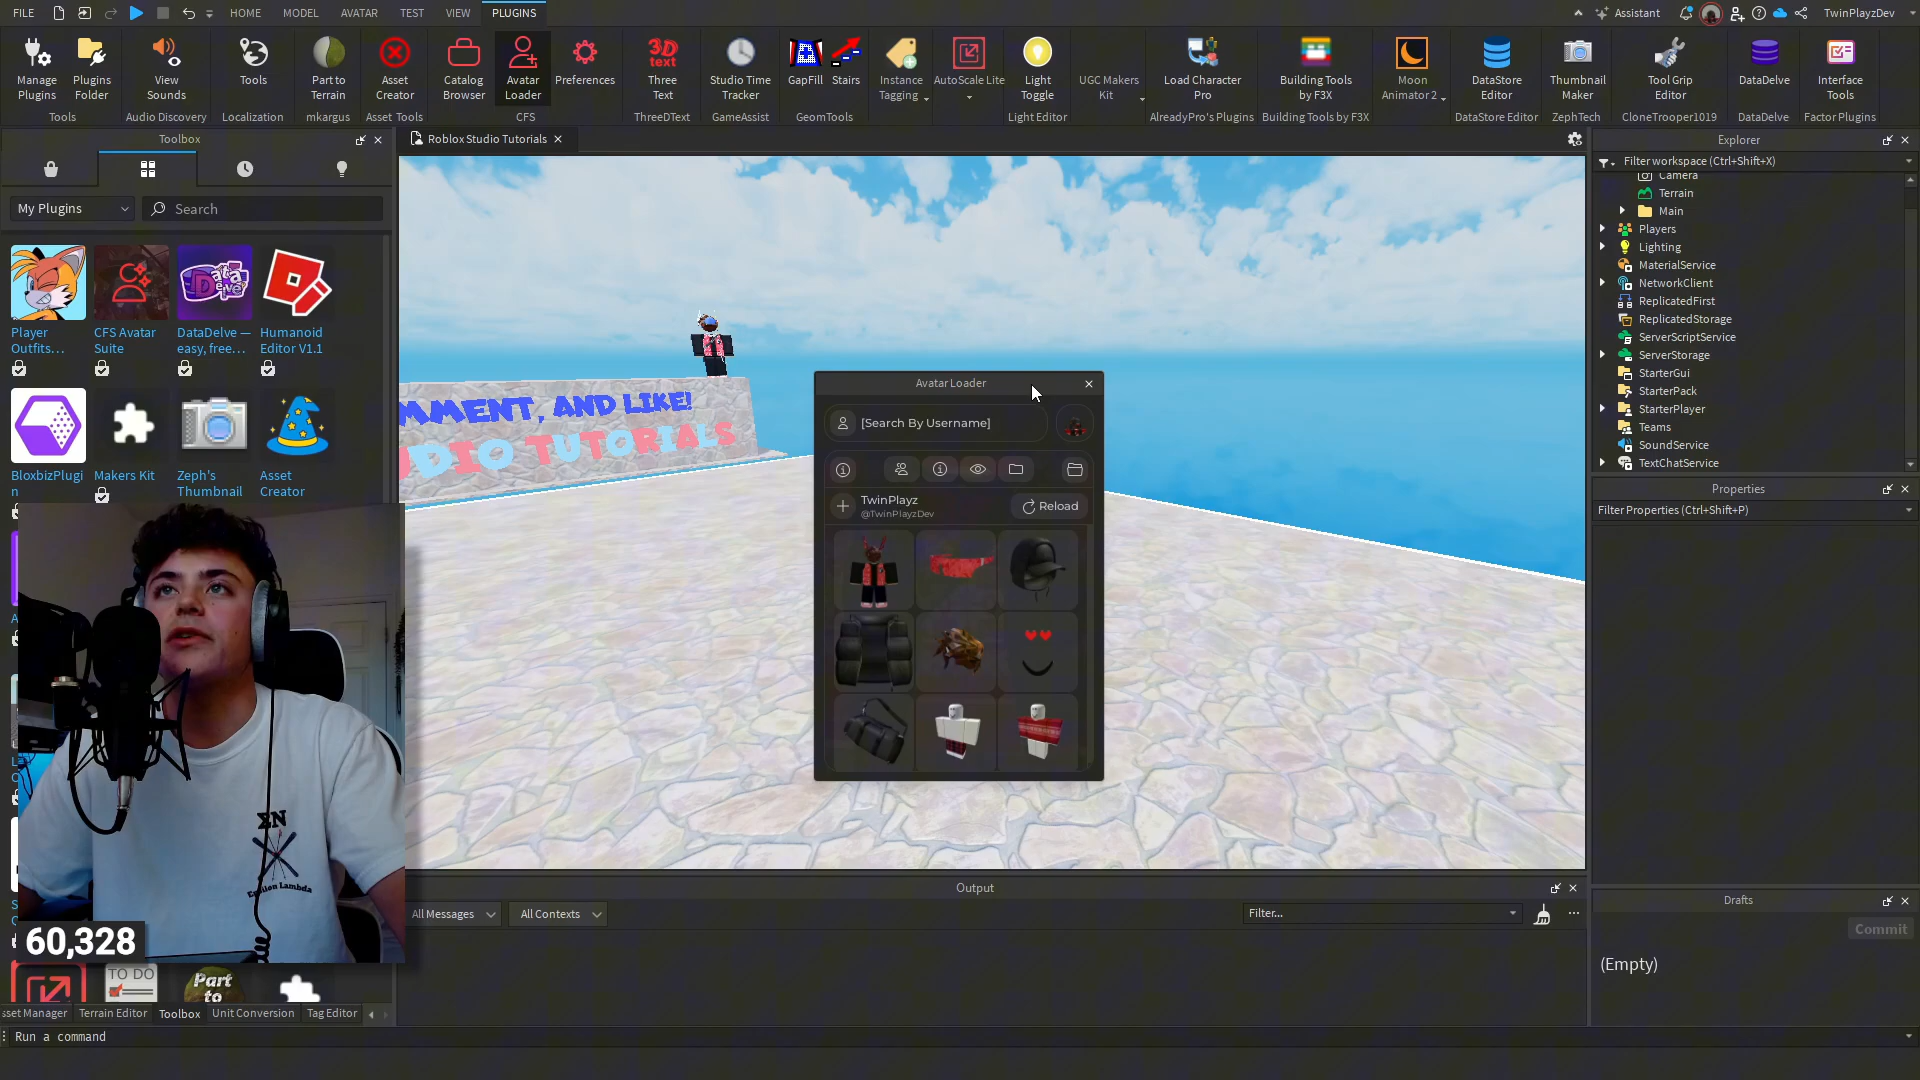 FILE
HOME
MODEL
AVATAR
TEST
VIEW
PLUGINS
Assistant
TwinPlayzDev
Manage
Plugins
Plugins
Folder
View
Sounds
Tools
Part to
Terrain
Asset
Creator
Catalog
Browser
Avatar
Loader
Preferences
3D
text
Three
Text
Studio Time
Tracker
GapFill
Stairs
Instance
Tagging
AutoScale Lite
Light
Toggle
UGC Makers
Kit
Load Character
Pro
Building Tools
by F3X
Moon
Animator 2
DataStore
Editor
Thumbnail
Maker
Tool Grip
Editor
DataDelve
Interface
Tools
Tools
Audio Discovery
Localization
mkargus
Asset Tools
CFS
ThreeDText
GameAssist
GeomTools
Light Editor
AlreadyPro's Plugins
Building Tools by F3X
DataStore Editor
ZephTech
CloneTrooper1019
DataDelve
Factor Plugins
Toolbox
Roblox Studio Tutorials
My Plugins
Search
Data
Delve
Player
Outfits...
CFS Avatar
Suite
DataDelve —
easy, free...
Humanoid
Editor V1.1
BloxbizPlugi
n
Makers Kit
Zeph's
Thumbnail
Asset
Creator
MMENT, AND LIKE!
UDIO TUTORIALS
Avatar Loader
[Search By Username]
TwinPlayz
@TwinPlayzDev
Reload
Explorer
Filter workspace (Ctrl+Shift+X)
Camera
Terrain
Main
Players
Lighting
MaterialService
NetworkClient
ReplicatedFirst
ReplicatedStorage
ServerScriptService
ServerStorage
StarterGui
StarterPack
StarterPlayer
Teams
SoundService
TextChatService
Properties
Filter Properties (Ctrl+Shift+P)
ΣΝ
Epsilon Lambda
60,328
TO DO
Part
to
Output
All Messages
All Contexts
Filter...
Drafts
Commit
(Empty)
sset Manager
Terrain Editor
Toolbox
Unit Conversion
Tag Editor
Run a command